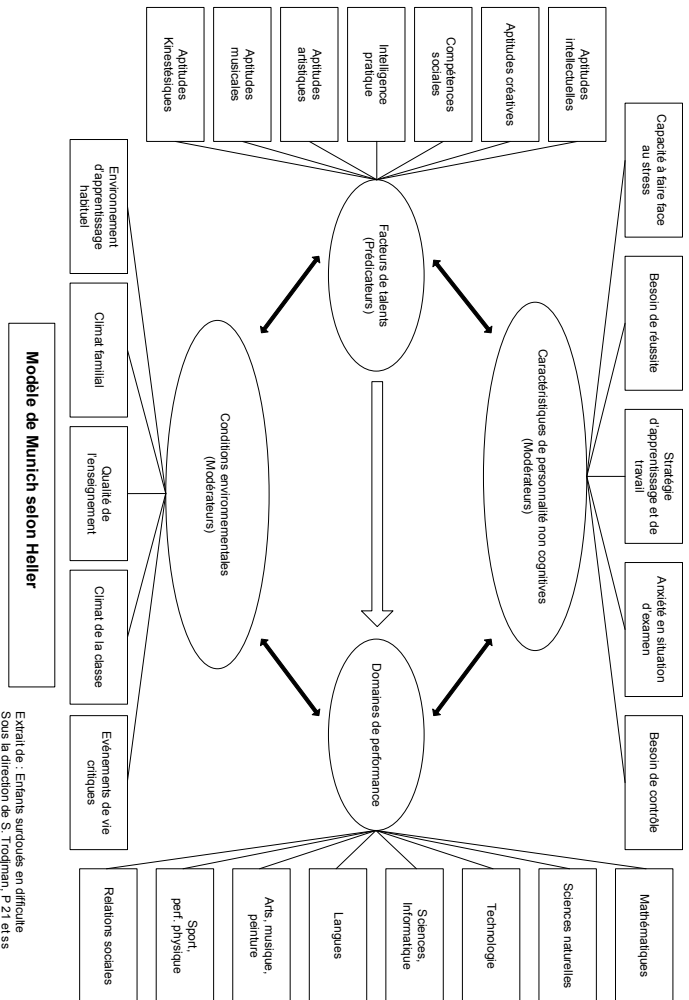 Capacité à faire face
au stress
Besoin de réussite
Stratégie
d'apprentissage et de
travail
Anxiété en situation
d'examen
Besoin de contrôle
Aptitudes
intellectuelles
Aptitudes créatives
Compétences
sociales
Intelligence
pratique
Aptitudes
artistiques
Aptitudes
musicales
Aptitudes
Kinestésiques
Caractéristiques de personnalité non cognitives
(Modérateurs)
Facteurs de talents
(Prédicateurs)
Domaines de performance
Conditions environnementales
(Modérateurs)
Mathématiques
Sciences naturelles
Technologie
Sciences,
Informatique
Langues
Arts, musique,
peinture
Sport,
perf. physique
Relations sociales
Environnement
d'apprentissage
habituel
Climat familial
Qualité de
l'enseignement
Climat de la classe
Evénements de vie
critiques
Modèle de Munich selon Heller
Extrait de : Enfants surdoués en difficulte
Sous la direction de S. Trodjman, P 21 et ss